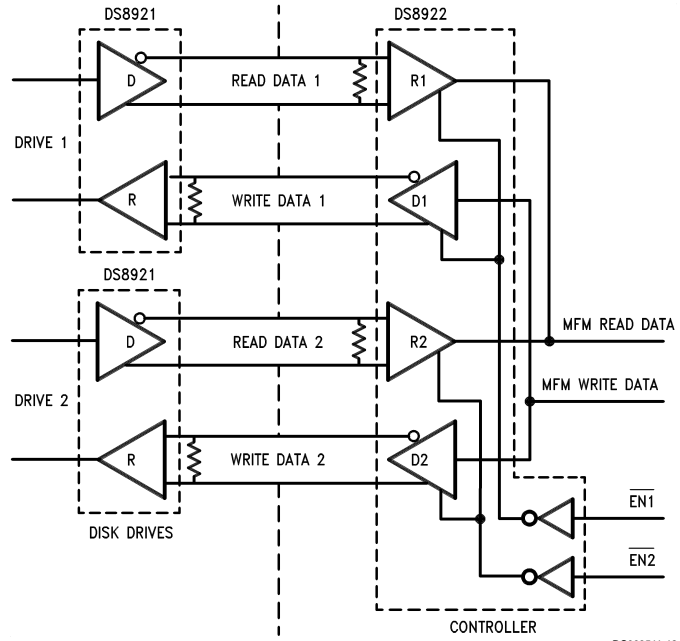 DS8921
DS8922
D
READ DATA 1
R1
DRIVE 1
R
WRITE DATA 1
D1
DS8921
D
READ DATA 2
R2
MFM READ DATA
MFM WRITE DATA
DRIVE 2
R
WRITE DATA 2
D2
EN1
DISK DRIVES
EN2
CONTROLLER